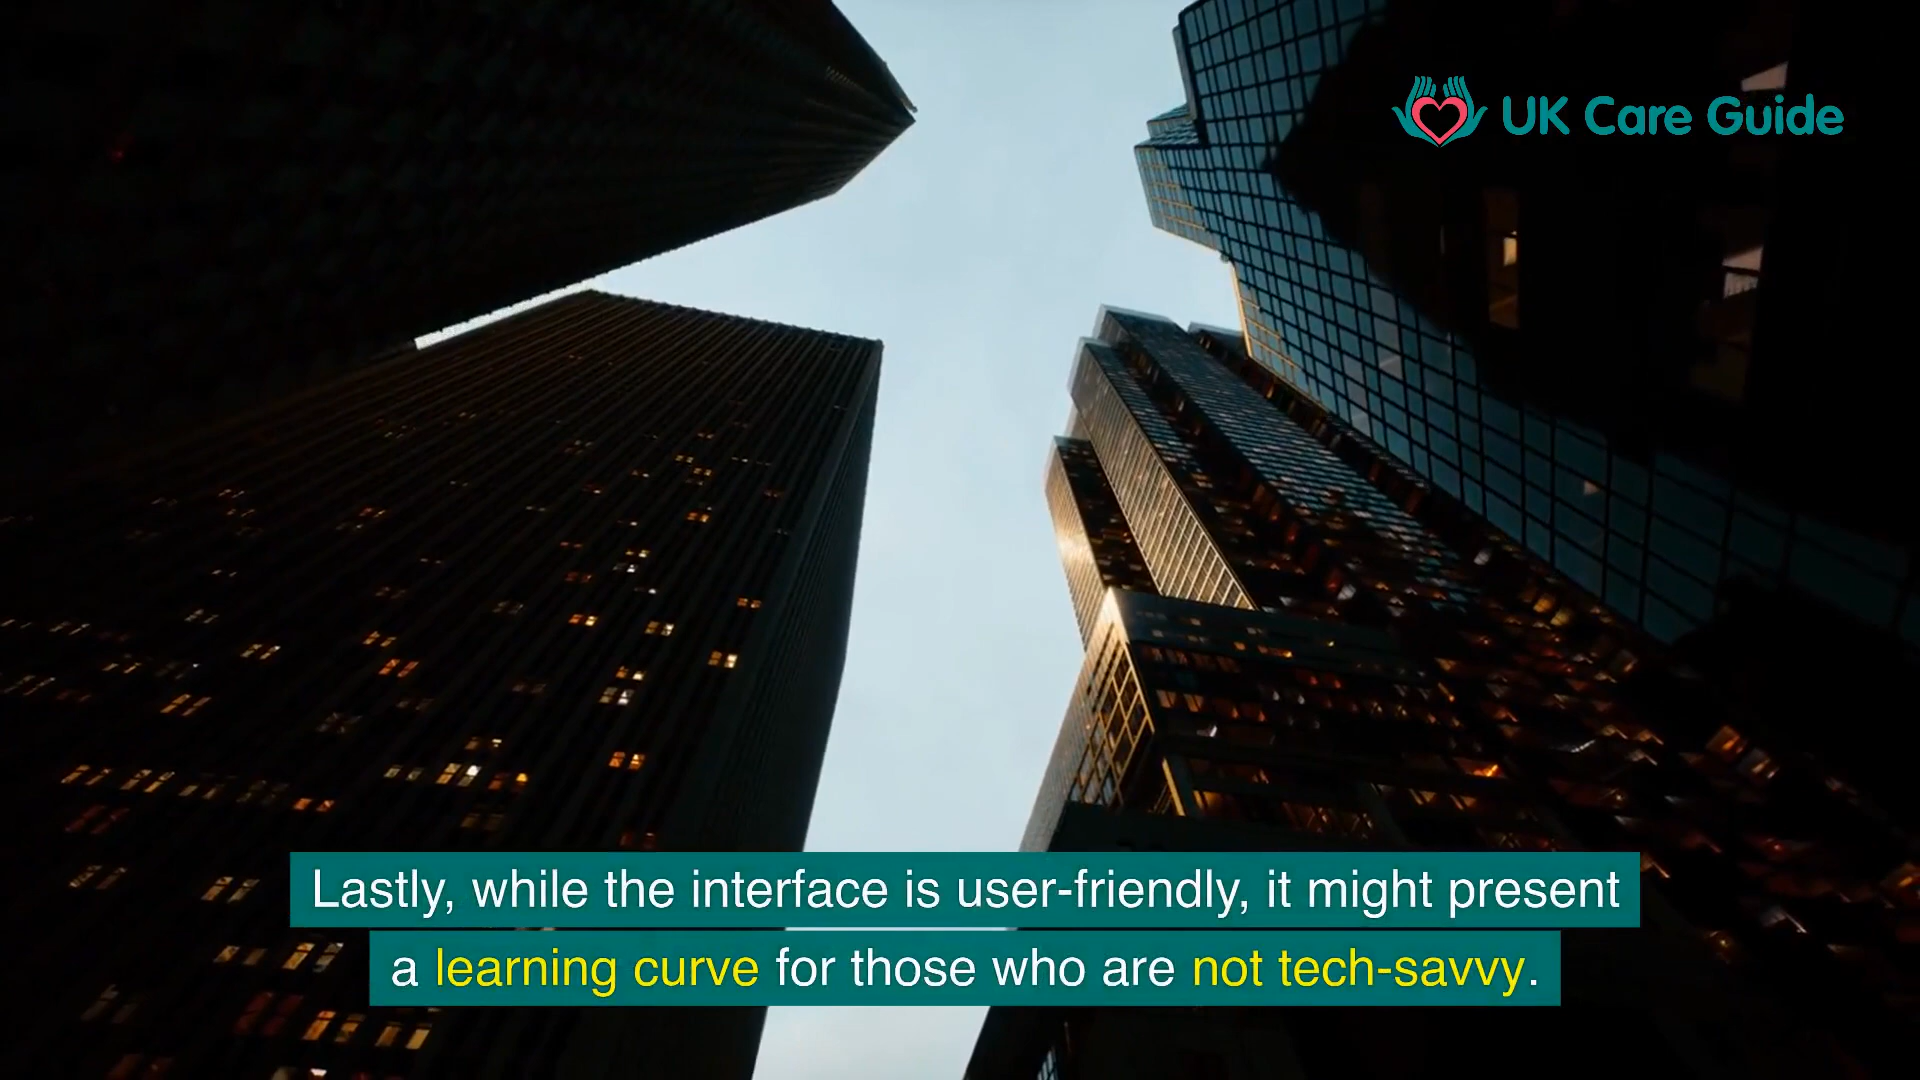 UK Care Guide
Lastly, while the interface is user-friendly, it might present
a learning curve for those who are not tech-savvy.